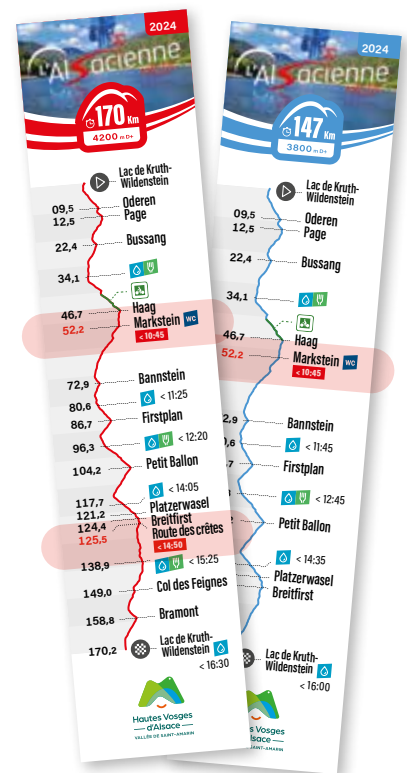 2024
L'Alsacienne
170 Km
4200 m D+
Lac de Kruth-
Wildenstein
09,5 Oderen
12,5 Page
22,4 Bussang
34,1
Haag
46,7
52,2 Markstein WC
< 10:45
72,9 Bannstein
80,6 < 11:25
86,7 Firstplan
96,3 < 12:20
104,2 Petit Ballon
117,7 < 14:05
121,2 Platzerwasel
124,4 Breitfirst
125,5 Route des crêtes
< 14:50
138,9 < 15:25
149,0 Col des Feignes
158,8 Bramont
170,2 Lac de Kruth-
Wildenstein
< 16:30
Hautes Vosges
d'Alsace
VALLÉE DE SAINT-AMARIN
2024
L'Alsacienne
147 Km
3800 m D+
Lac de Kruth-
Wildenstein
09,5 Oderen
12,5 Page
22,4 Bussang
34,1
46,7 Haag
52,2 Markstein WC
< 10:45
2,9 Bannstein
0,6 < 11:45
,7 Firstplan
< 12:45
Petit Ballon
< 14:35
Platzerwasel
Breitfirst
Lac de Kruth-
Wildenstein
< 16:00
s Vosges
lsace
AINT-AMARIN